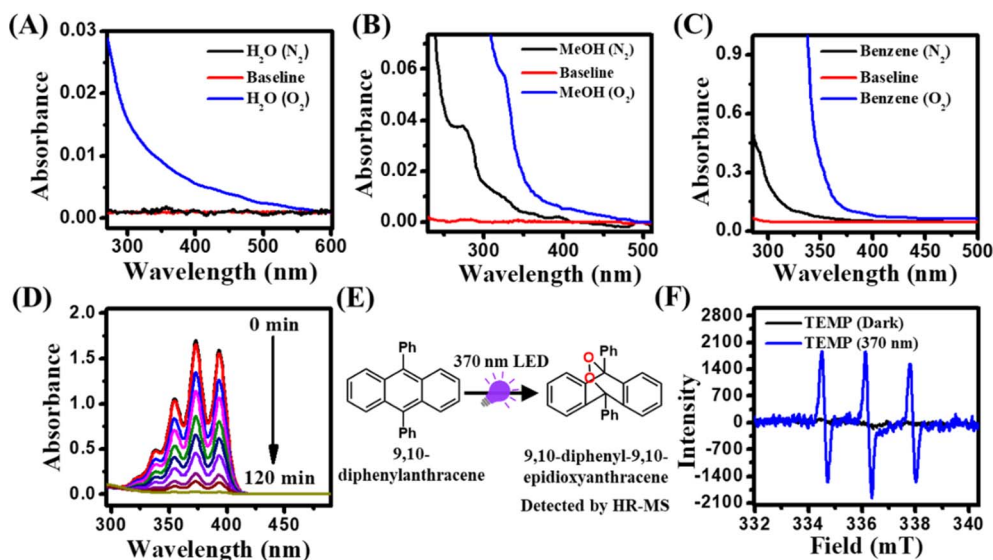 (A)
0.03
0.02
0.01
0.00
Absorbance
H₂O (N₂)
Baseline
H₂O (O₂)
300 400 500 600
Wavelength (nm)
(B)
0.06
0.04
0.02
0.00
Absorbance
MeOH (N₂)
Baseline
MeOH (O₂)
300 400 500
Wavelength (nm)
(C)
0.9
0.6
0.3
0.0
Absorbance
Benzene (N₂)
Baseline
Benzene (O₂)
300 350 400 450 500
Wavelength (nm)
(D)
2.0
1.5
1.0
0.5
0.0
Absorbance
0 min
120 min
300 350 400 450
Wavelength (nm)
(E)
Ph
Ph
9,10-
diphenylanthracene
370 nm LED
Ph
O
O
Ph
9,10-diphenyl-9,10-
epidioxyanthracene
Detected by HR-MS
(F)
2800
2100
1400
700
0
-700
-1400
-2100
Intensity
TEMP (Dark)
TEMP (370 nm)
332 334 336 338 340
Field (mT)